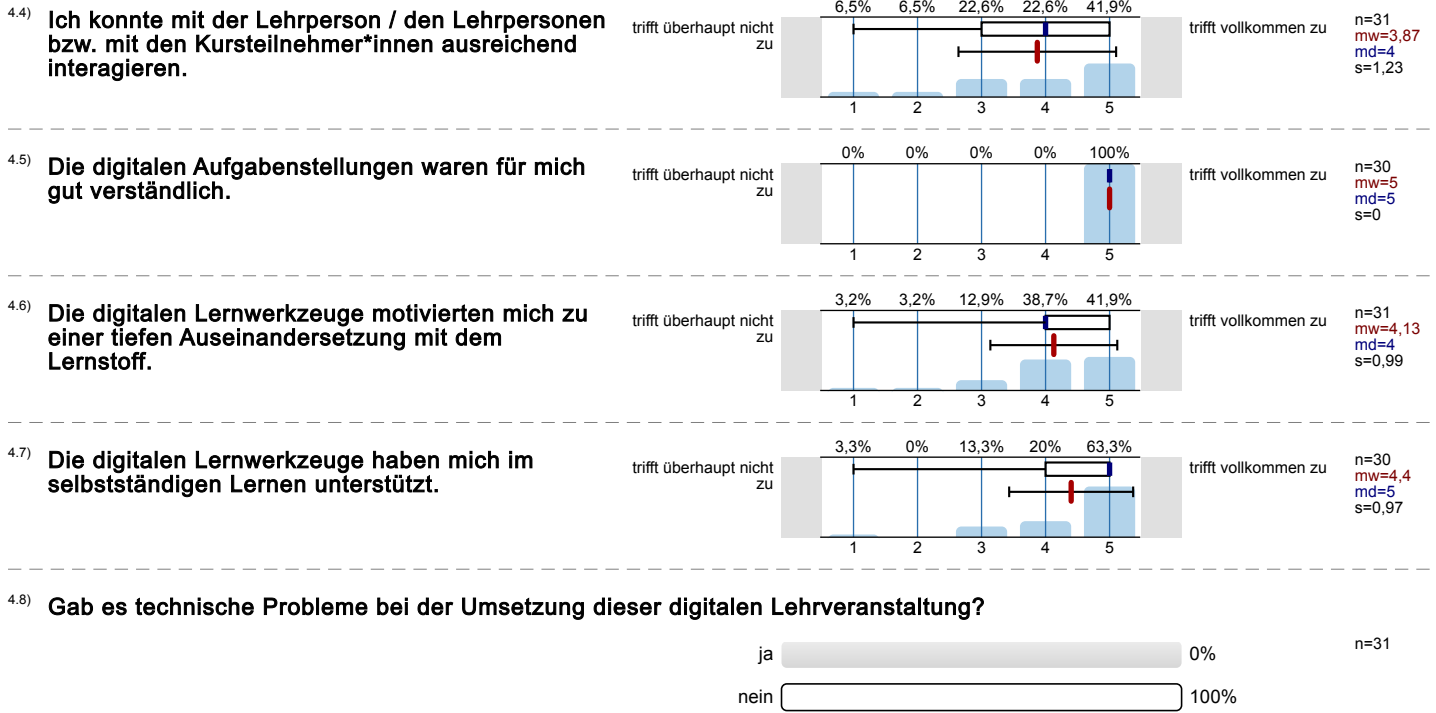 4.4) Ich konnte mit der Lehrperson / den Lehrpersonen
bzw. mit den Kursteilnehmer*innen ausreichend
interagieren.
trifft überhaupt nicht
zu
6,5% 6,5% 22,6% 22,6% 41,9%
1 2 3 4 5
trifft vollkommen zu
n=31
mw=3,87
md=4
s=1,23
4.5) Die digitalen Aufgabenstellungen waren für mich
gut verständlich.
trifft überhaupt nicht
zu
0% 0% 0% 0% 100%
1 2 3 4 5
trifft vollkommen zu
n=30
mw=5
md=5
s=0
4.6) Die digitalen Lernwerkzeuge motivierten mich zu
einer tiefen Auseinandersetzung mit dem
Lernstoff.
trifft überhaupt nicht
zu
3,2% 3,2% 12,9% 38,7% 41,9%
1 2 3 4 5
trifft vollkommen zu
n=31
mw=4,13
md=4
s=0,99
4.7) Die digitalen Lernwerkzeuge haben mich im
selbstständigen Lernen unterstützt.
trifft überhaupt nicht
zu
3,3% 0% 13,3% 20% 63,3%
1 2 3 4 5
trifft vollkommen zu
n=30
mw=4,4
md=5
s=0,97
4.8) Gab es technische Probleme bei der Umsetzung dieser digitalen Lehrveranstaltung?
ja 0% n=31
nein 100%